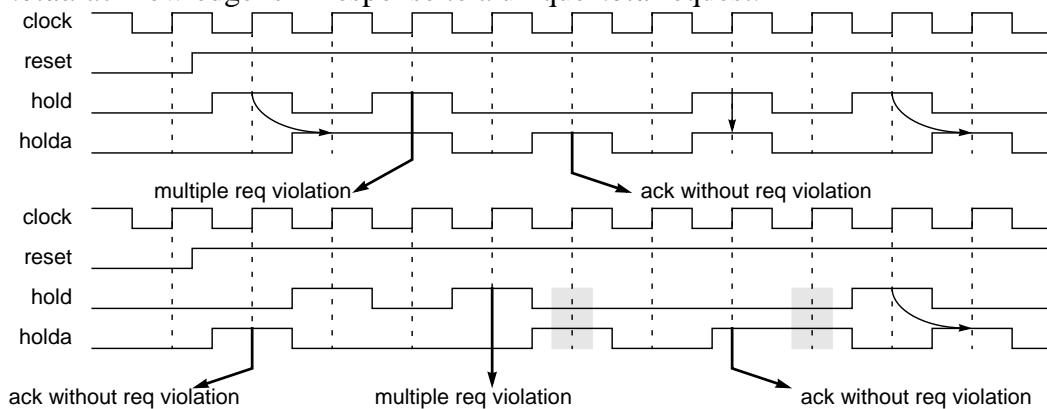 clock
reset
hold
holda
multiple req violation
ack without req violation
clock
reset
hold
holda
ack without req violation
multiple req violation
ack without req violation